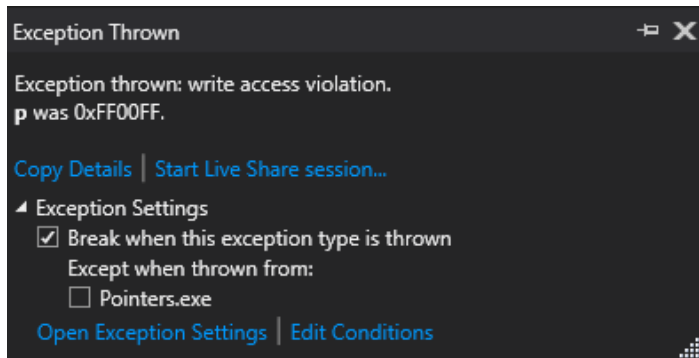 Exception Thrown
Exception thrown: write access violation.
p was 0xFF00FF.
Copy Details | Start Live Share session...
Exception Settings
Break when this exception type is thrown
Except when thrown from:
Pointers.exe
Open Exception Settings | Edit Conditions